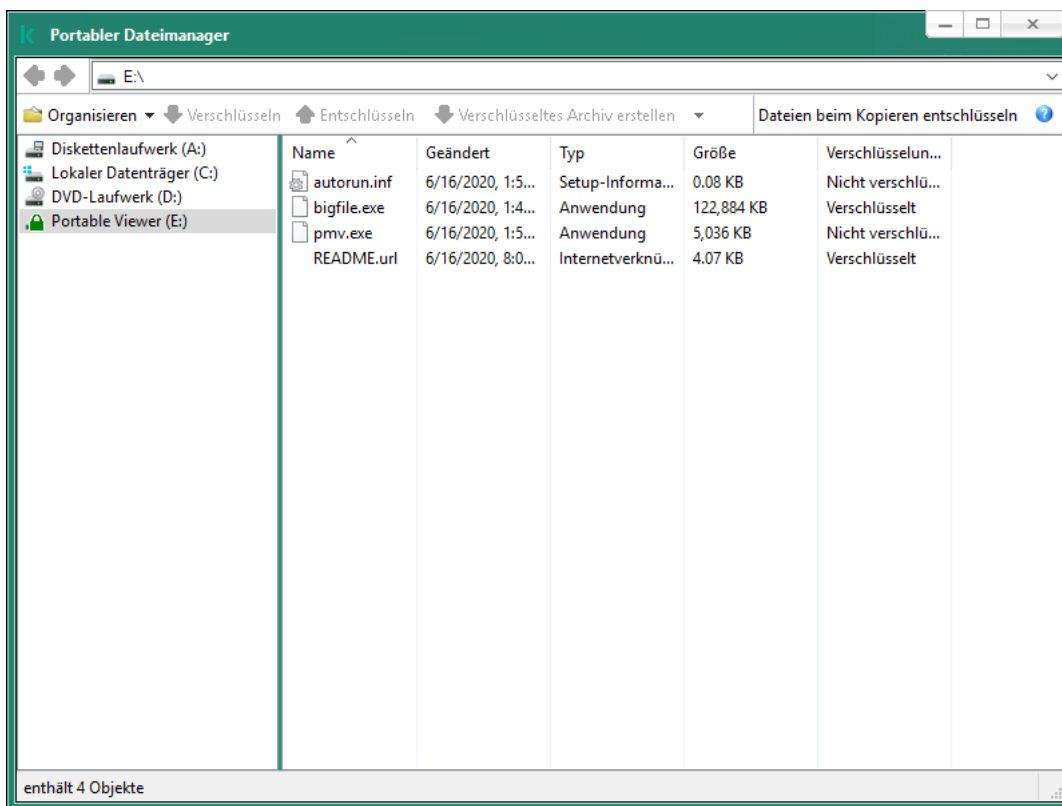 Portabler Dateimanager
E:\
Organisieren Verschlüsseln Entschlüsseln Verschlüsseltes Archiv erstellen Dateien beim Kopieren entschlüsseln
Diskettenlaufwerk (A:)
Lokaler Datenträger (C:)
DVD-Laufwerk (D:)
Portable Viewer (E:)
Name Geändert Typ Größe Verschlüsselun...
autorun.inf 6/16/2020, 1:5... Setup-Informa... 0.08 KB Nicht verschlü...
bigfile.exe 6/16/2020, 1:4... Anwendung 122,884 KB Verschlüsselt
pmv.exe 6/16/2020, 1:5... Anwendung 5,036 KB Nicht verschlü...
README.url 6/16/2020, 8:0... Internetverknü... 4.07 KB Verschlüsselt
enthält 4 Objekte